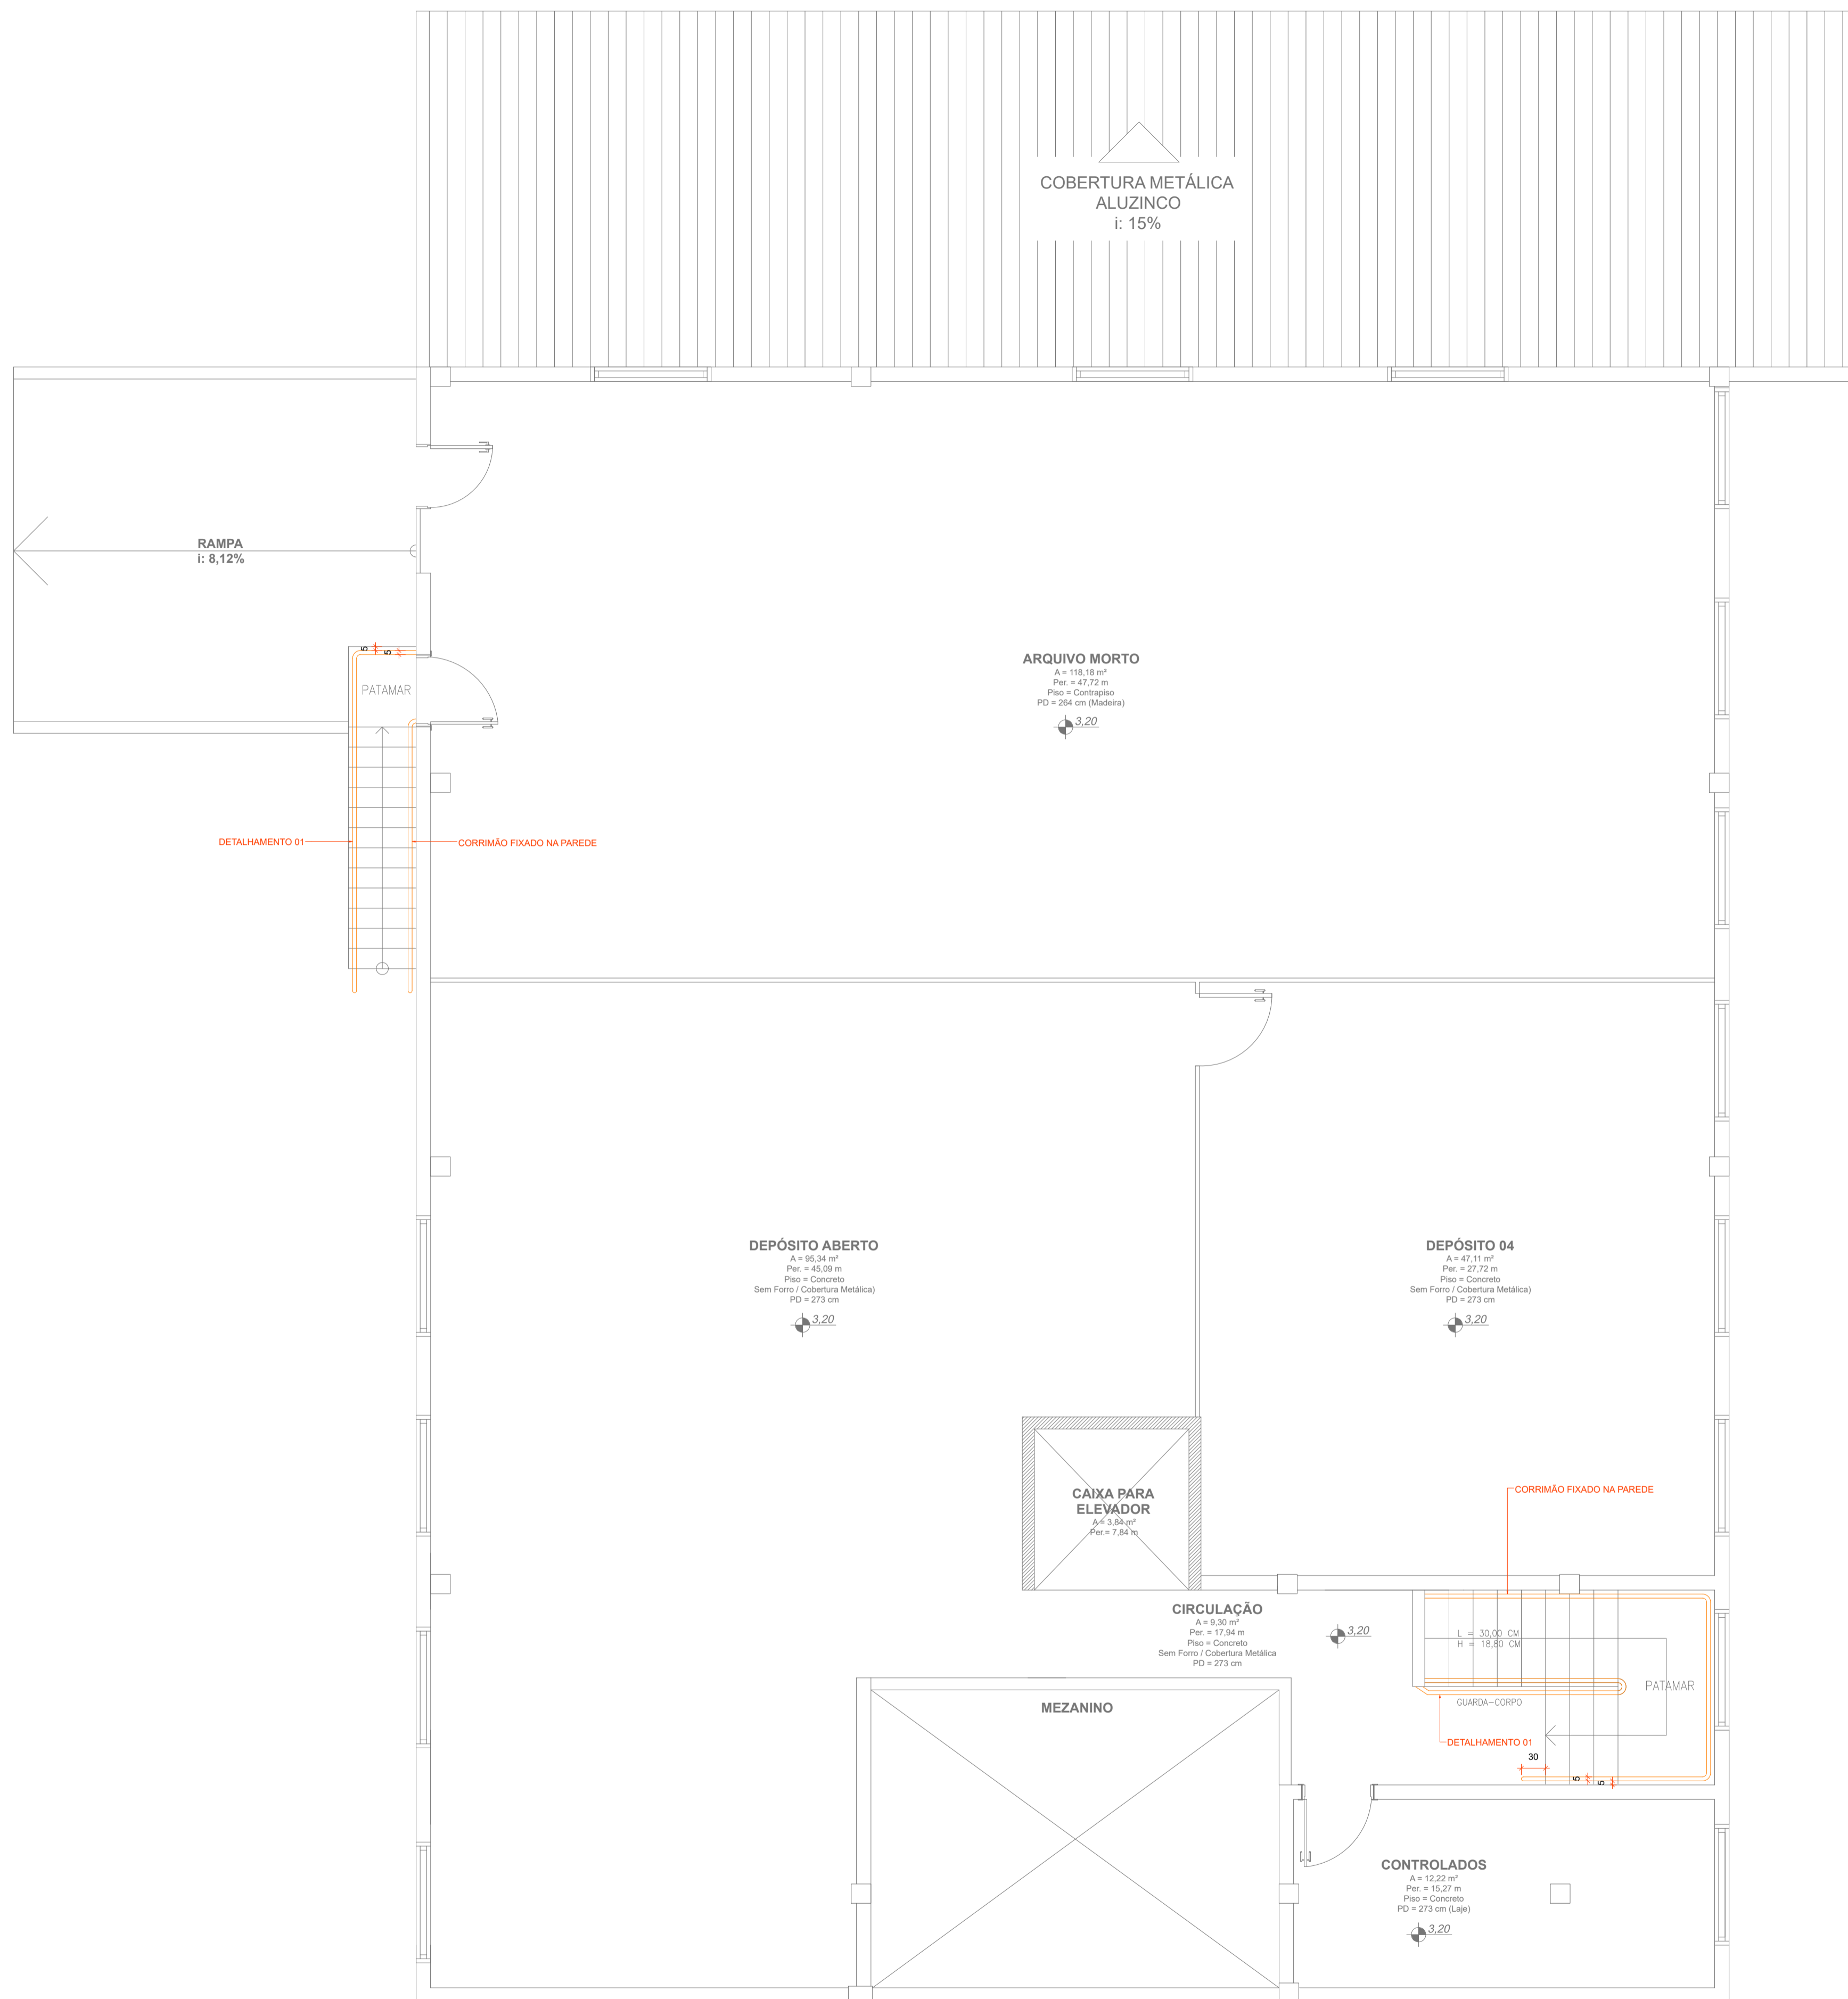 COBERTURA METÁLICA
ALUZINCO
i: 15%
RAMPA
i: 8,12%
5
5
PATAMAR
ARQUIVO MORTO
A = 118,18 m²
Per. = 47,72 m
Piso = Contrapiso
PD = 264 cm (Madeira)
3,20
DETALHAMENTO 01
CORRIMÃO FIXADO NA PAREDE
DEPÓSITO ABERTO
A = 95,34 m²
Per. = 45,09 m
Piso = Concreto
Sem Forro / Cobertura Metálica)
PD = 273 cm
3,20
DEPÓSITO 04
A = 47,11 m²
Per. = 27,72 m
Piso = Concreto
Sem Forro / Cobertura Metálica)
PD = 273 cm
3,20
CAIXA PARA
ELEVADOR
A = 3,84 m²
Per.= 7,84 m
CORRIMÃO FIXADO NA PAREDE
CIRCULAÇÃO
A = 9,30 m²
Per. = 17,94 m
Piso = Concreto
Sem Forro / Cobertura Metálica
PD = 273 cm
3,20
L = 30,00 CM
H = 18,80 CM
PATAMAR
GUARDA-CORPO
DETALHAMENTO 01
30
5
5
MEZANINO
CONTROLADOS
A = 12,22 m²
Per. = 15,27 m
Piso = Concreto
PD = 273 cm (Laje)
3,20